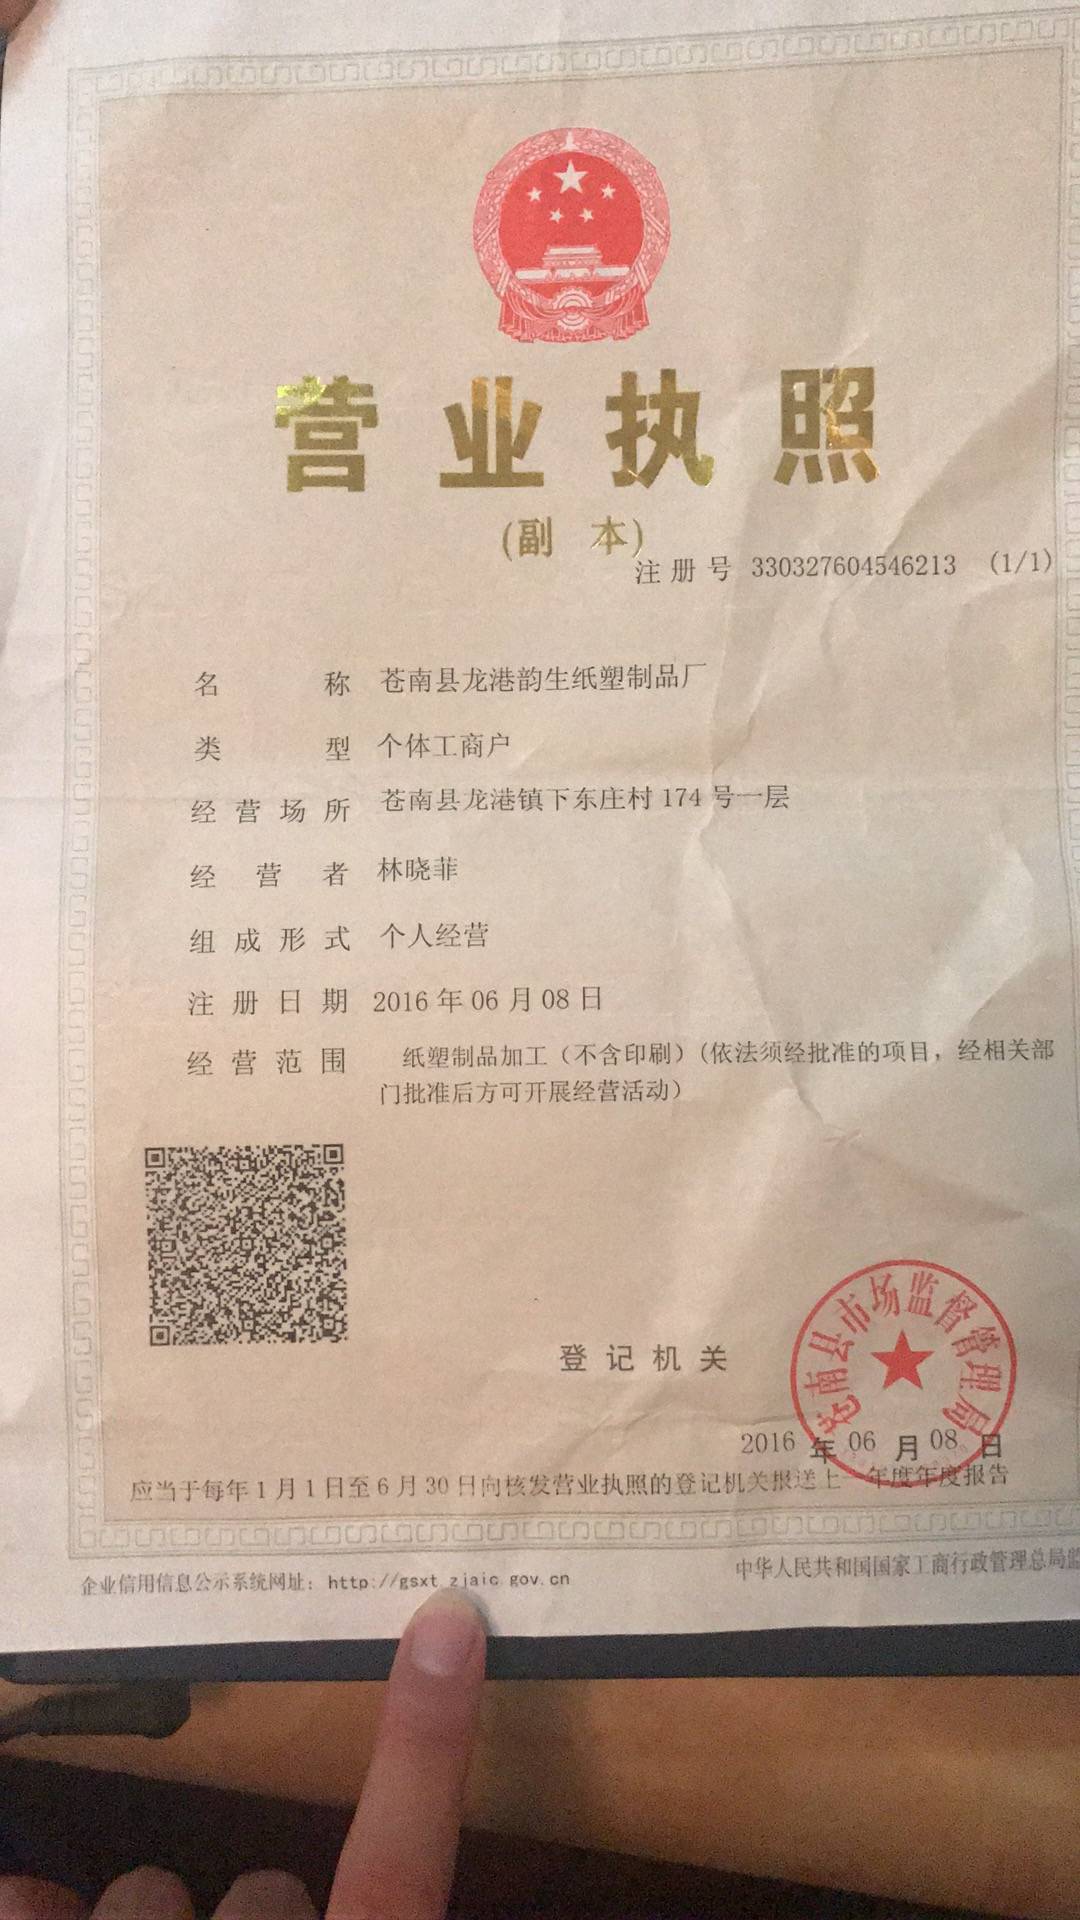 营业执照
(副 本)
注册号 330327604546213 (1/1)
名 称 苍南县龙港韵生纸塑制品厂
类 型 个体工商户
经营场所 苍南县龙港镇下东庄村174号一层
经 营 者 林晓菲
组成形式 个人经营
注册日期 2016年06月08日
经营范围 纸塑制品加工（不含印刷）(依法须经批准的项目，经相关部
门批准后方可开展经营活动）
登记机关
苍南县市场监督管理局
2016 年 06 月 08 日
应当于每年1月1日至6月30日向核发营业执照的登记机关报送上一年度年度报告
企业信用信息公示系统网址：http://gsxt.zjaic.gov.cn
中华人民共和国国家工商行政管理总局监